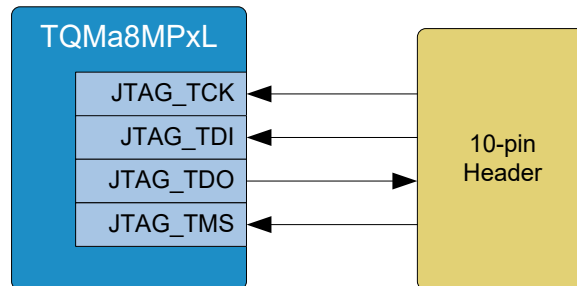 TQMa8MPxL
JTAG_TCK
JTAG_TDI
JTAG_TDO
JTAG_TMS
10-pin
Header